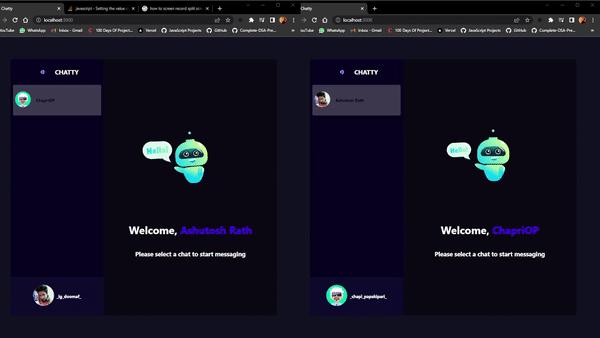 Chatty
javascript - Setting the value
how to screen record split sc
Chatty
localhost:3000
localhost:3000
YouTube WhatsApp Inbox - Gmail 100 Days Of Project... Vercel JavaScript Projects GitHub Complete-DSA-Pre...
YouTube WhatsApp Inbox - Gmail 100 Days Of Project... Vercel JavaScript Projects GitHub Complete-DSA-Pre...
CHATTY
ChapriOP
Hello!
Welcome, Ashutosh Rath
Please select a chat to start messaging
CHATTY
Ashutosh Rath
Hello!
Welcome, ChapriOP
Please select a chat to start messaging